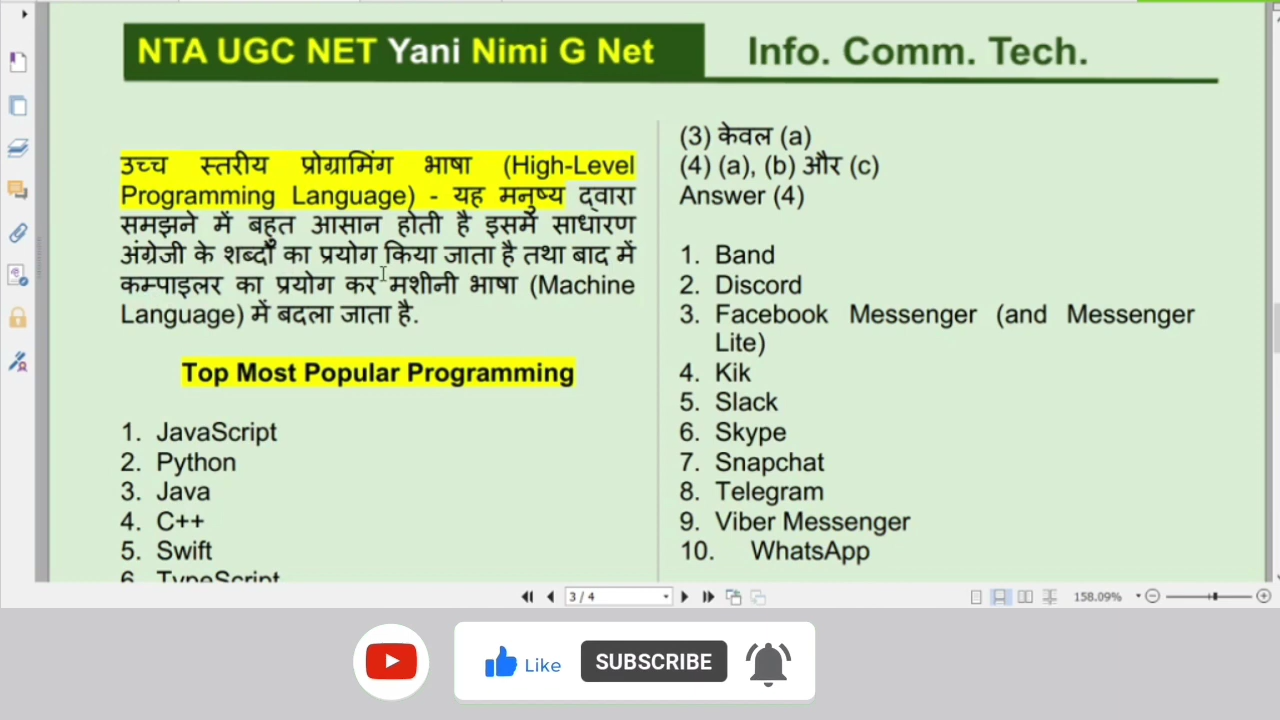 NTA UGC NET Yani Nimi G Net
Info. Comm. Tech.
उच्च स्तरीय प्रोग्रामिंग भाषा (High-Level
Programming Language) - यह मनुष्य द्वारा
समझने में बहुत आसान होती है इसमें साधारण
अंग्रेजी के शब्दों का प्रयोग किया जाता है तथा बाद में
कम्पाइलर का प्रयोग कर मशीनी भाषा (Machine
Language) में बदला जाता है.
Top Most Popular Programming
1. JavaScript
2. Python
3. Java
4. C++
5. Swift
6. TypeScript
(3) केवल (a)
(4) (a), (b) और (c)
Answer (4)
1. Band
2. Discord
3. Facebook Messenger (and Messenger
Lite)
4. Kik
5. Slack
6. Skype
7. Snapchat
8. Telegram
9. Viber Messenger
10. WhatsApp
3 / 4
158.09%
Like
SUBSCRIBE